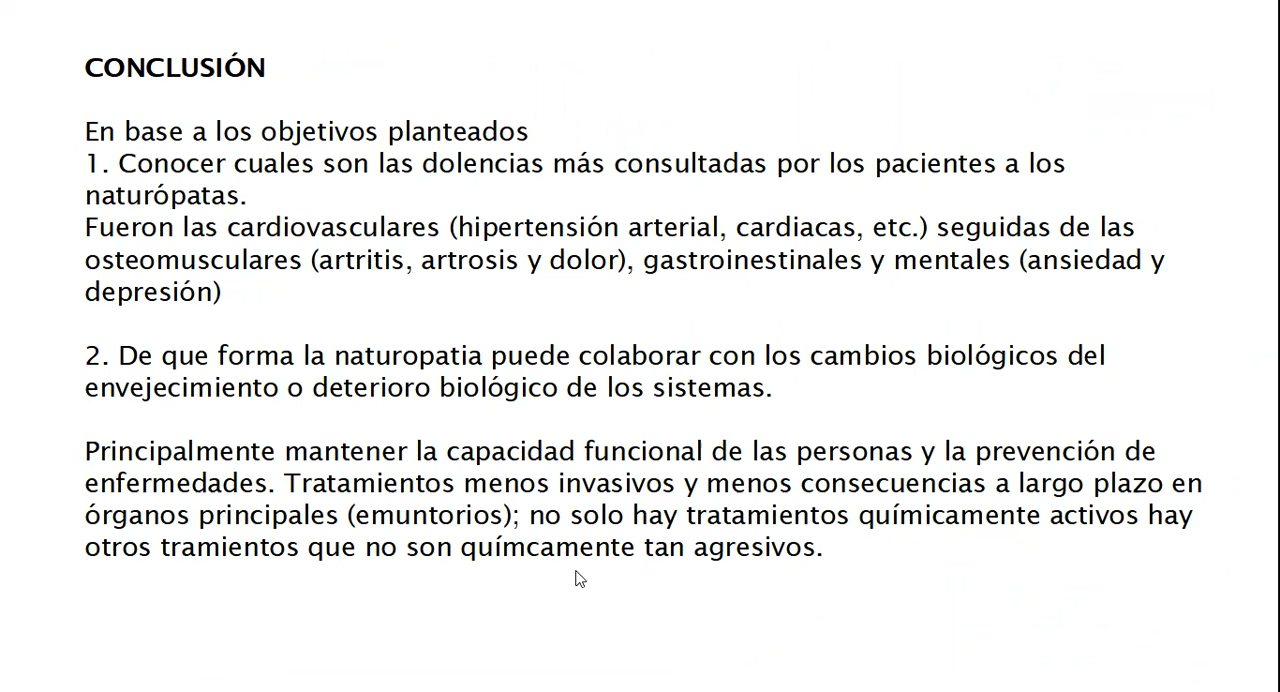 CONCLUSIÓN
En base a los objetivos planteados
1. Conocer cuales son las dolencias más consultadas por los pacientes a los
naturópatas.
Fueron las cardiovasculares (hipertensión arterial, cardiacas, etc.) seguidas de las
osteomusculares (artritis, artrosis y dolor), gastroinestinales y mentales (ansiedad y
depresión)
2. De que forma la naturopatia puede colaborar con los cambios biológicos del
envejecimiento o deterioro biológico de los sistemas.
Principalmente mantener la capacidad funcional de las personas y la prevención de
enfermedades. Tratamientos menos invasivos y menos consecuencias a largo plazo en
órganos principales (emuntorios); no solo hay tratamientos químicamente activos hay
otros tramientos que no son químcamente tan agresivos.